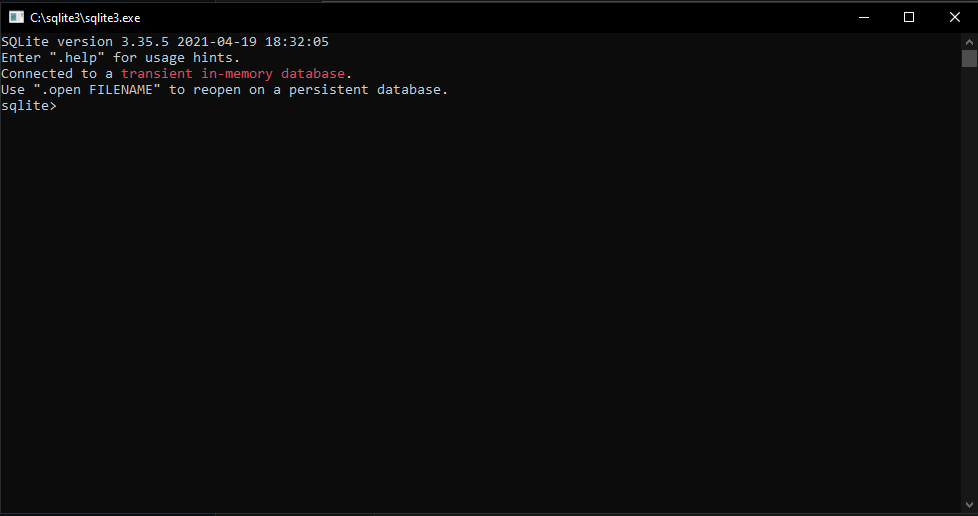 C:\sqlite3\sqlite3.exe
SQLite version 3.35.5 2021-04-19 18:32:05
Enter ".help" for usage hints.
Connected to a transient in-memory database.
Use ".open FILENAME" to reopen on a persistent database.
sqlite>